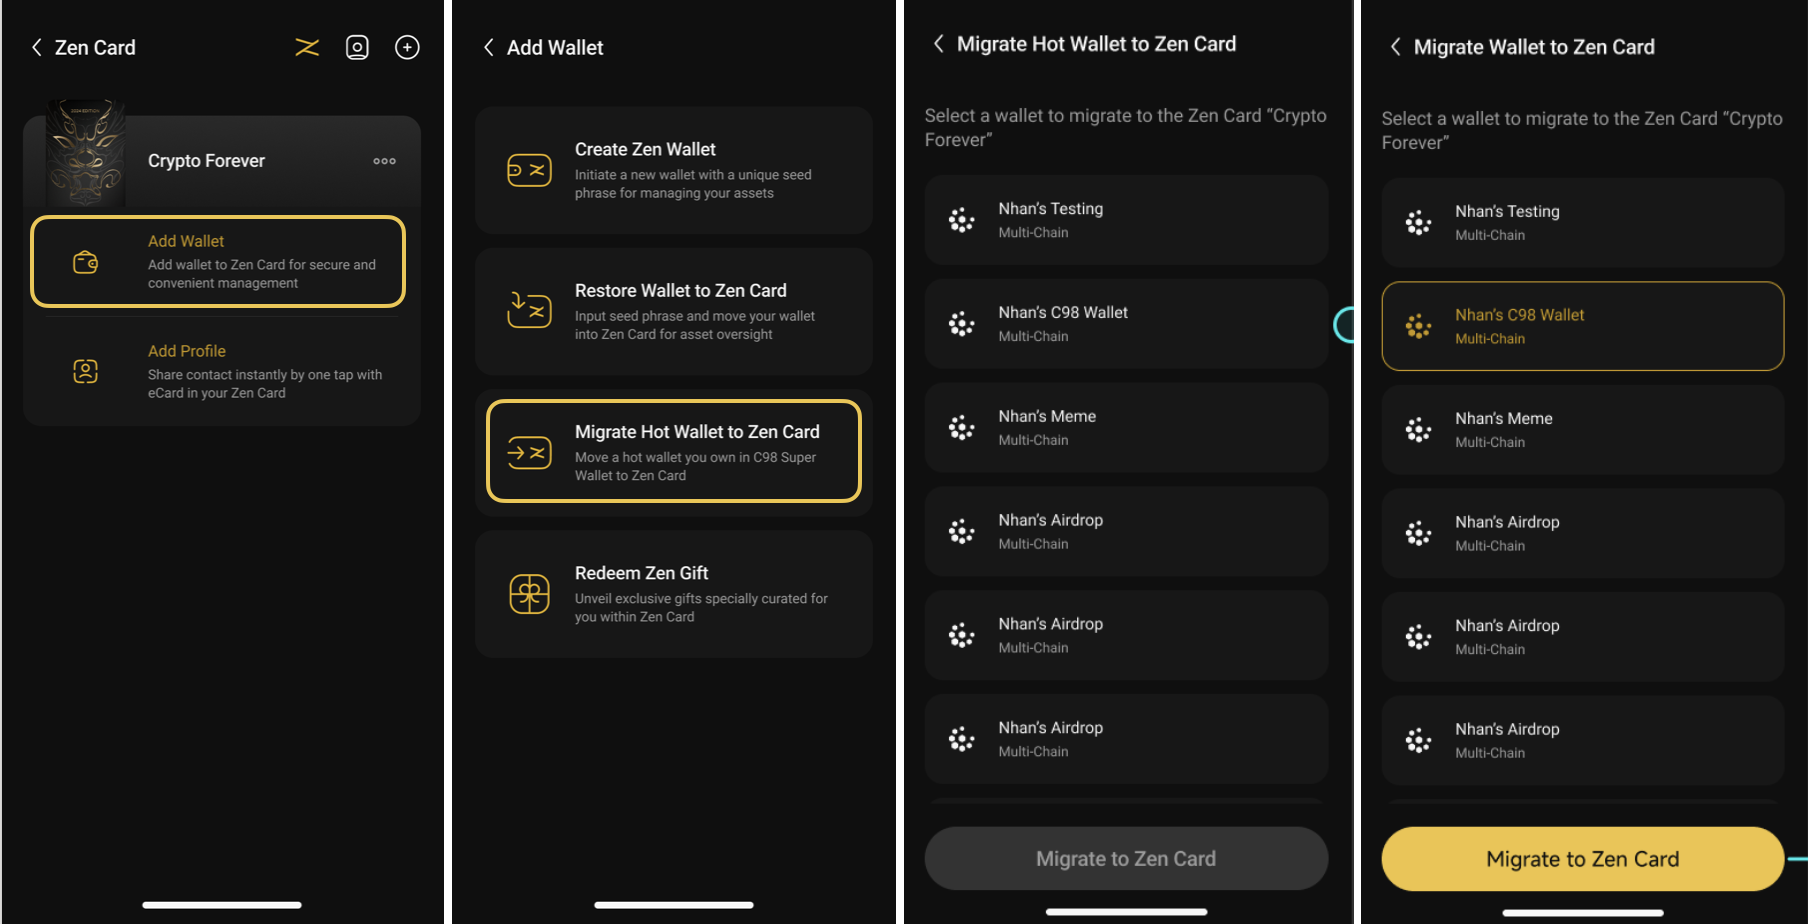 Zen Card
2024 EDITION
Crypto Forever
Add Wallet
Add wallet to Zen Card for secure and
convenient management
Add Profile
Share contact instantly by one tap with
eCard in your Zen Card
Add Wallet
Create Zen Wallet
Initiate a new wallet with a unique seed
phrase for managing your assets
Restore Wallet to Zen Card
Input seed phrase and move your wallet
into Zen Card for asset oversight
Migrate Hot Wallet to Zen Card
Move a hot wallet you own in C98 Super
Wallet to Zen Card
Redeem Zen Gift
Unveil exclusive gifts specially curated for
you within Zen Card
Migrate Hot Wallet to Zen Card
Select a wallet to migrate to the Zen Card “Crypto
Forever”
Nhan’s Testing
Multi-Chain
Nhan’s C98 Wallet
Multi-Chain
Nhan’s Meme
Multi-Chain
Nhan’s Airdrop
Multi-Chain
Nhan’s Airdrop
Multi-Chain
Nhan’s Airdrop
Multi-Chain
Migrate to Zen Card
Migrate Wallet to Zen Card
Select a wallet to migrate to the Zen Card “Crypto
Forever”
Nhan’s Testing
Multi-Chain
Nhan’s C98 Wallet
Multi-Chain
Nhan’s Meme
Multi-Chain
Nhan’s Airdrop
Multi-Chain
Nhan’s Airdrop
Multi-Chain
Nhan’s Airdrop
Multi-Chain
Migrate to Zen Card